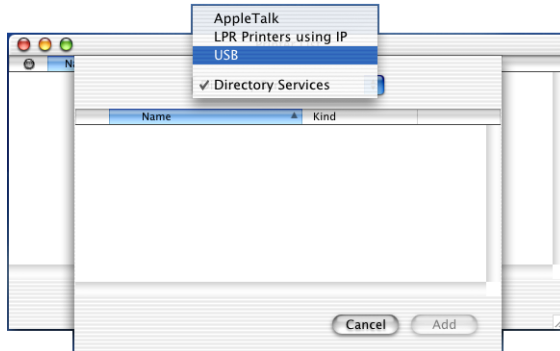 AppleTalk
LPR Printers using IP
USB
✓ Directory Services
Name Kind
Cancel Add